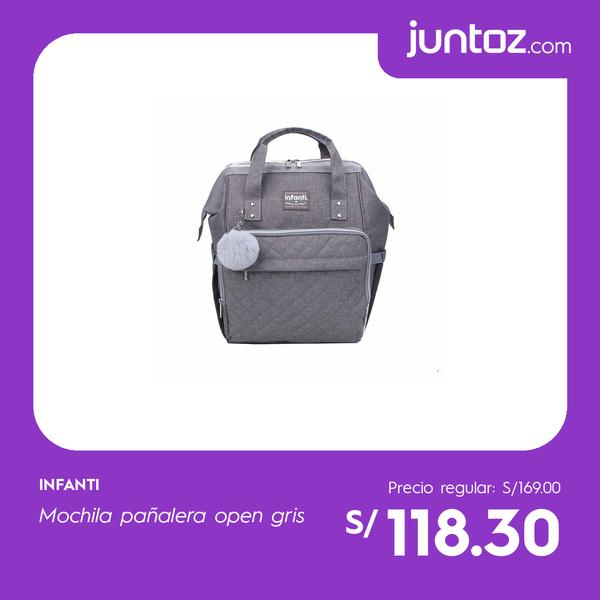 juntoz.com
infanti
INFANTI
Mochila pañalera open gris
Precio regular: S/169.00
S/118.30